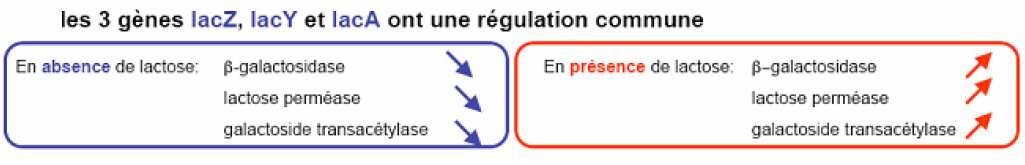 les 3 gènes lacZ, lacY et lacA ont une régulation commune
En absence de lactose: β-galactosidase
lactose perméase
galactoside transacétylase
En présence de lactose: β–galactosidase
lactose perméase
galactoside transacétylase